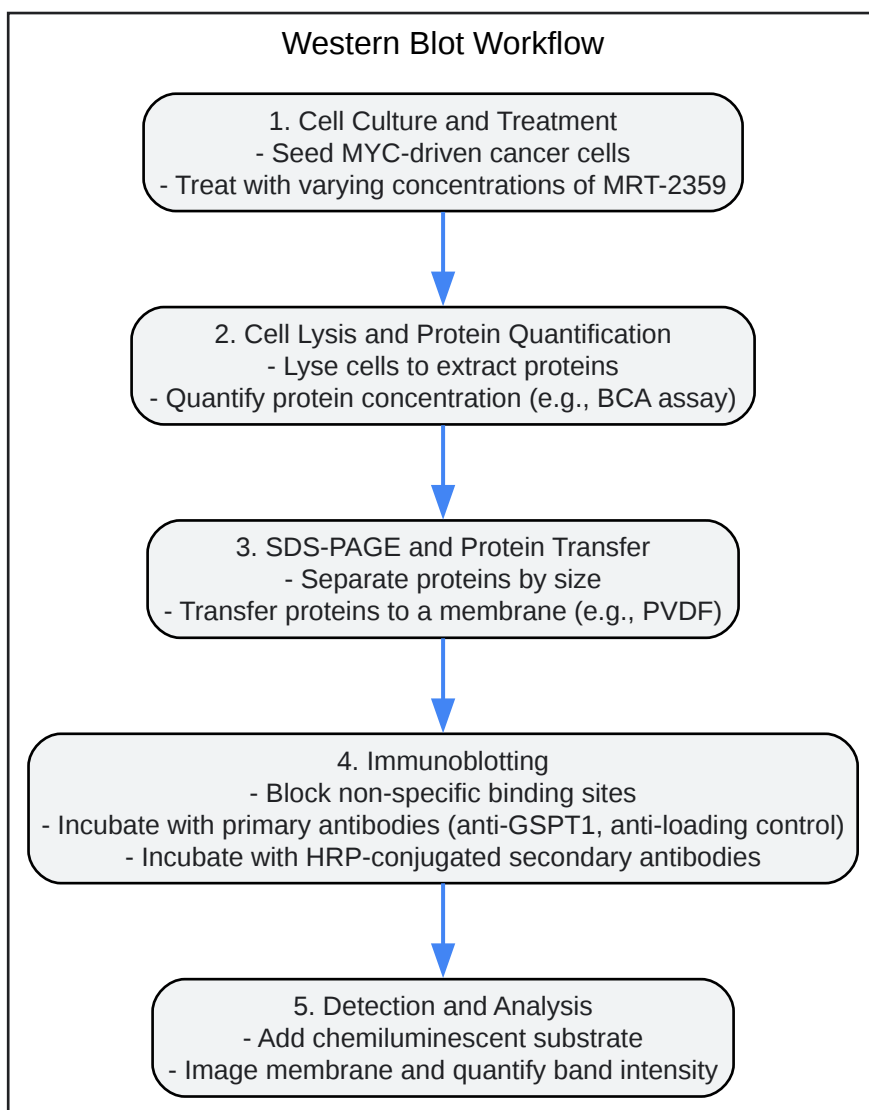 Western Blot Workflow
1. Cell Culture and Treatment
- Seed MYC-driven cancer cells
- Treat with varying concentrations of MRT-2359
2. Cell Lysis and Protein Quantification
- Lyse cells to extract proteins
- Quantify protein concentration (e.g., BCA assay)
3. SDS-PAGE and Protein Transfer
- Separate proteins by size
- Transfer proteins to a membrane (e.g., PVDF)
4. Immunoblotting
- Block non-specific binding sites
- Incubate with primary antibodies (anti-GSPT1, anti-loading control)
- Incubate with HRP-conjugated secondary antibodies
5. Detection and Analysis
- Add chemiluminescent substrate
- Image membrane and quantify band intensity